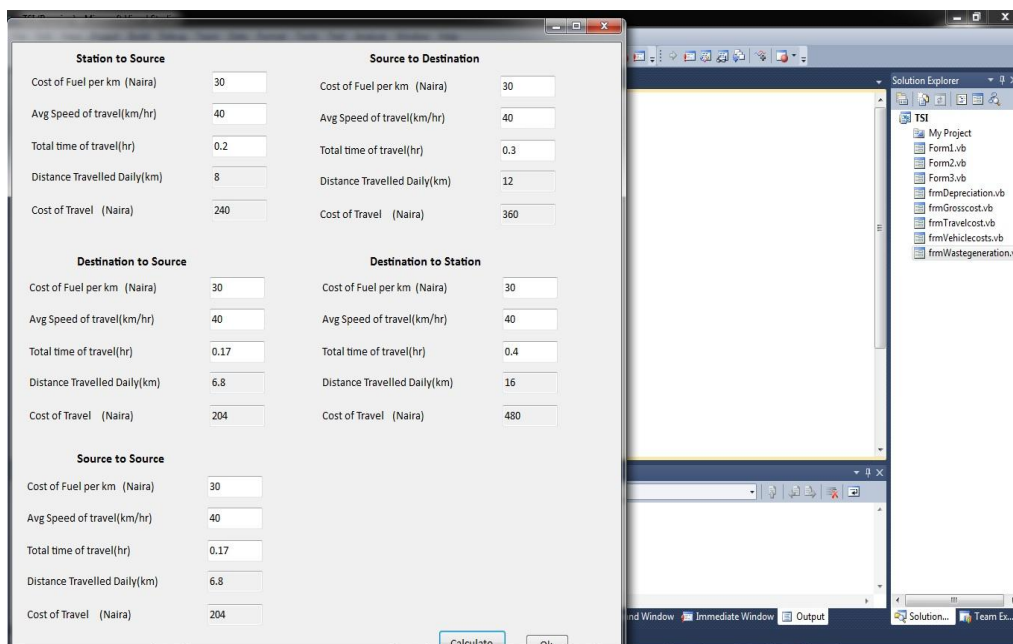 Station to Source
Cost of Fuel per km (Naira) 30
Avg Speed of travel(km/hr) 40
Total time of travel(hr) 0.2
Distance Travelled Daily(km) 8
Cost of Travel (Naira) 240
Source to Destination
Cost of Fuel per km (Naira) 30
Avg Speed of travel(km/hr) 40
Total time of travel(hr) 0.3
Distance Travelled Daily(km) 12
Cost of Travel (Naira) 360
Destination to Source
Cost of Fuel per km (Naira) 30
Avg Speed of travel(km/hr) 40
Total time of travel(hr) 0.17
Distance Travelled Daily(km) 6.8
Cost of Travel (Naira) 204
Destination to Station
Cost of Fuel per km (Naira) 30
Avg Speed of travel(km/hr) 40
Total time of travel(hr) 0.4
Distance Travelled Daily(km) 16
Cost of Travel (Naira) 480
Source to Source
Cost of Fuel per km (Naira) 30
Avg Speed of travel(km/hr) 40
Total time of travel(hr) 0.17
Distance Travelled Daily(km) 6.8
Cost of Travel (Naira) 204
Calculate Ok
Solution Explorer
TSI
My Project
Form1.vb
Form2.vb
Form3.vb
frmDepreciation.vb
frmGrosscost.vb
frmTravelcost.vb
frmVehiclecosts.vb
frmWastegeneration.v
nd Window Immediate Window Output
Solution... Team Ex...